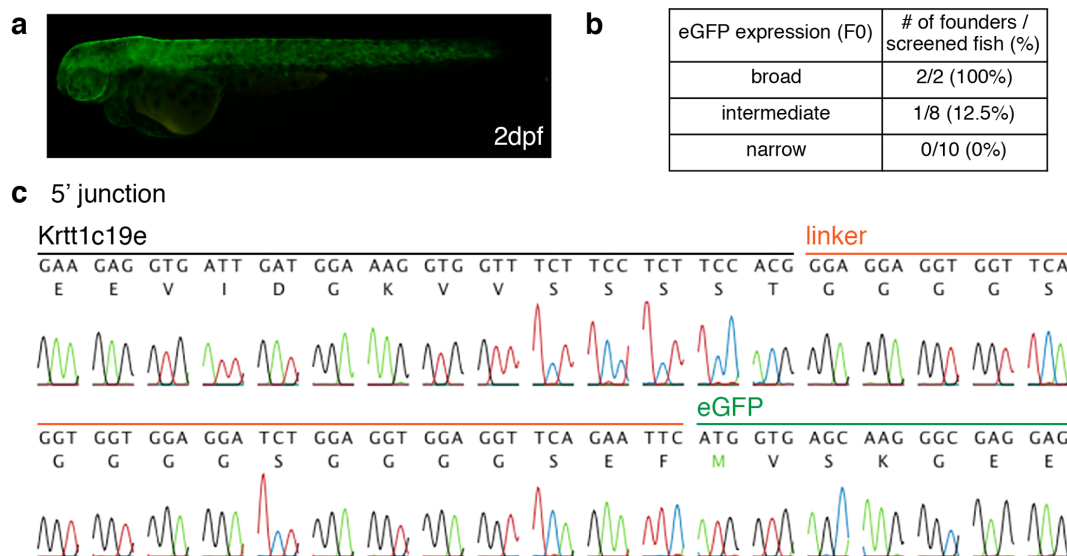 a
2dpf
b
eGFP expression (F0) # of founders / screened fish (%)
broad 2/2 (100%)
intermediate 1/8 (12.5%)
narrow 0/10 (0%)
c 5' junction
Krtt1c19e linker
GAA GAG GTG ATT GAT GGA AAG GTG GTT TCT TCC TCT TCC ACG GGA GGA GGT GGT TCA
E E V I D G K V V S S S S T G G G G S
eGFP
GGT GGT GGA GGA TCT GGA GGT GGA GGT TCA GAA TTC ATG GTG AGC AAG GGC GAG GAG
G G G G S G G G G S E F M V S K G E E